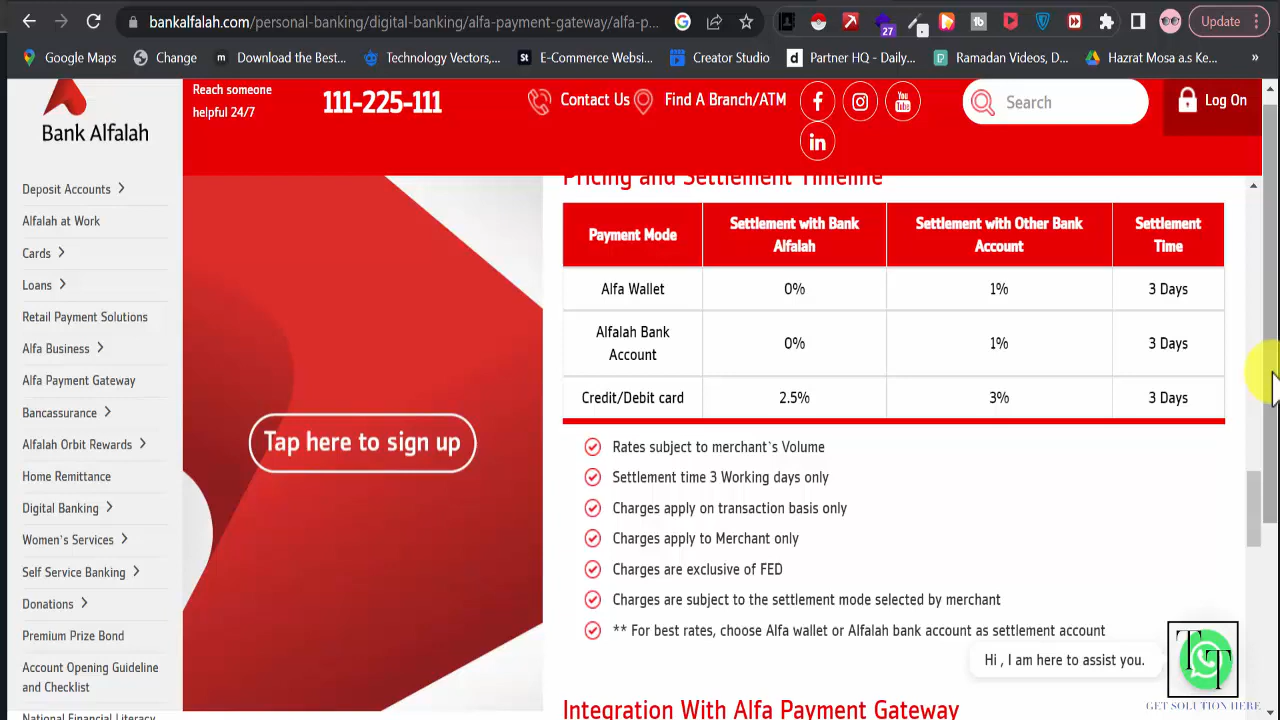 bankalfalah.com/personal-banking/digital-banking/alfa-payment-gateway/alfa-p...
27
Update
Google Maps
Change
m
Download the Best...
Technology Vectors,...
E-Commerce Websi...
Creator Studio
d
Partner HQ - Daily...
Ramadan Videos, D...
Hazrat Mosa a.s Ke...
»
Bank Alfalah
Reach someone
helpful 24/7
111-225-111
Contact Us
Find A Branch/ATM
Search
Log On
Deposit Accounts
Alfalah at Work
Cards
Loans
Retail Payment Solutions
Alfa Business
Alfa Payment Gateway
Bancassurance
Alfalah Orbit Rewards
Home Remittance
Digital Banking
Women`s Services
Self Service Banking
Donations
Premium Prize Bond
Account Opening Guideline
and Checklist
National Financial Literacy
Tap here to sign up
Pricing and Settlement Timeline
Payment Mode
Settlement with Bank
Alfalah
Settlement with Other Bank
Account
Settlement
Time
Alfa Wallet
0%
1%
3 Days
Alfalah Bank
Account
0%
1%
3 Days
Credit/Debit card
2.5%
3%
3 Days
Rates subject to merchant`s Volume
Settlement time 3 Working days only
Charges apply on transaction basis only
Charges apply to Merchant only
Charges are exclusive of FED
Charges are subject to the settlement mode selected by merchant
** For best rates, choose Alfa wallet or Alfalah bank account as settlement account
Hi , I am here to assist you.
T T
GET SOLUTION HERE
Integration With Alfa Payment Gateway